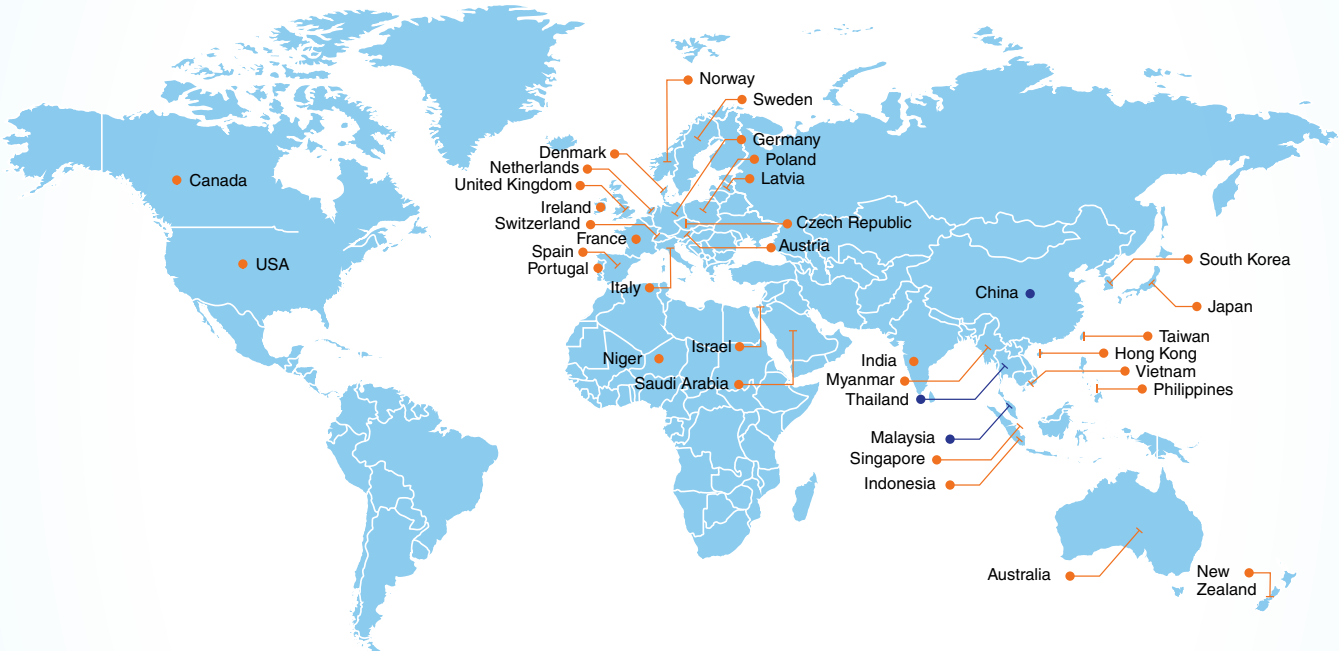 Norway
Sweden
Germany
Denmark
Poland
Netherlands
Latvia
United Kingdom
Canada
Ireland
Switzerland
Czech Republic
France
Austria
Spain
Portugal
South Korea
USA
Italy
China
Japan
Taiwan
Israel
Hong Kong
Niger
India
Vietnam
Myanmar
Saudi Arabia
Philippines
Thailand
Malaysia
Singapore
Indonesia
Australia
New
Zealand